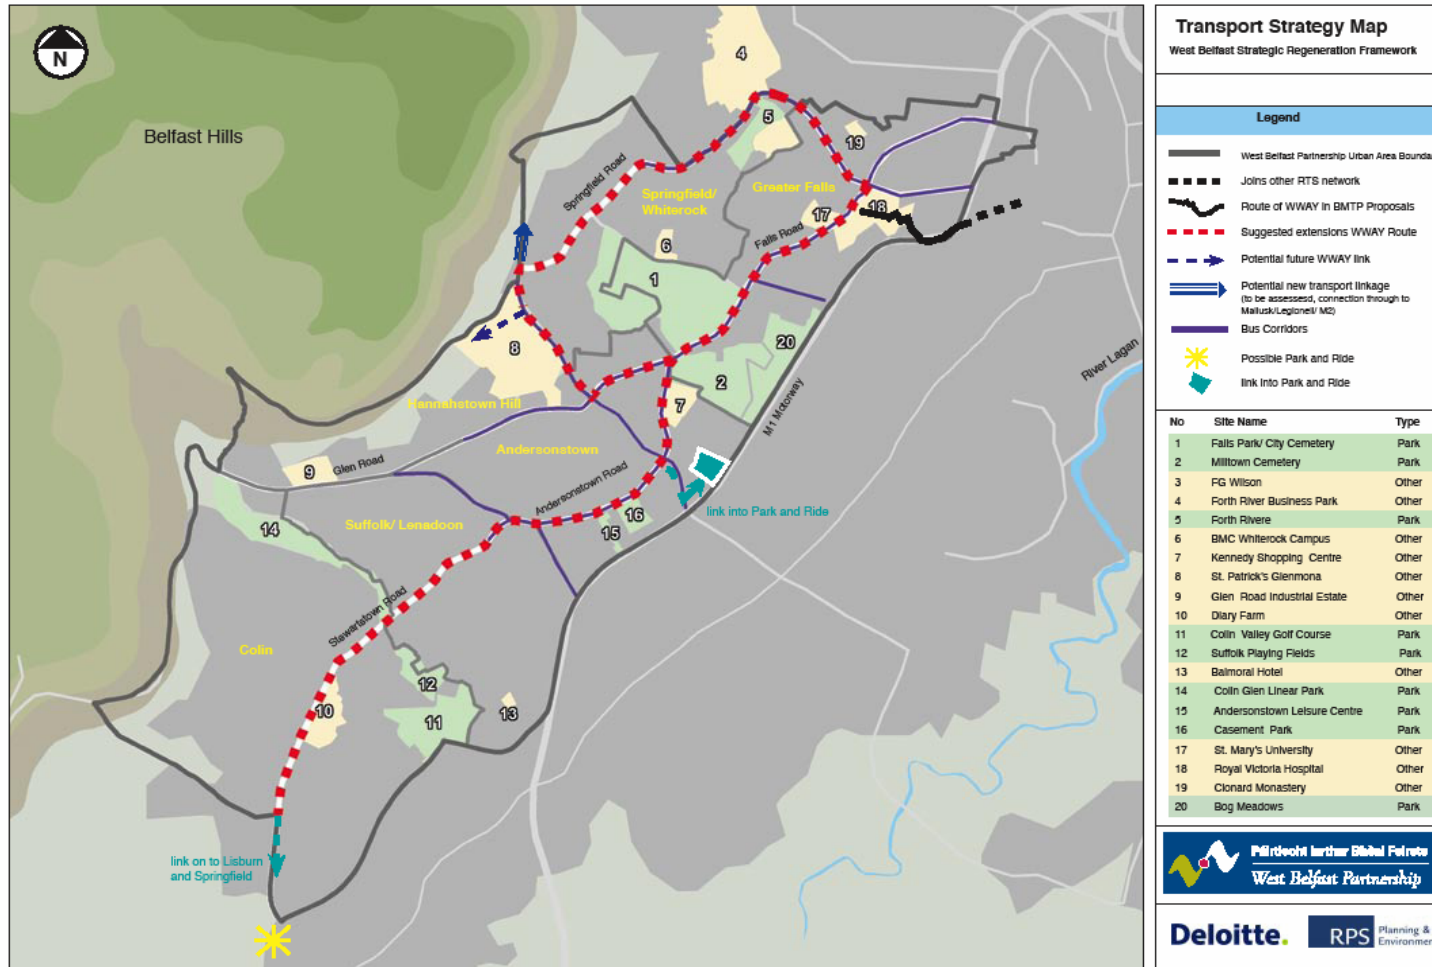 N
Belfast Hills
Springfield Road
Springfield/
Whiterock
Greater Falls
Falls Road
Hannahstown Hill
Andersonstown
Glen Road
Andersonstown Road
Suffolk/ Lenadoon
Stewartstown Road
Colin
M1 Motorway
River Lagan
link into Park and Ride
link on to Lisburn
and Springfield
4
5
19
18
17
6
1
20
2
8
7
9
14
16
15
12
11
10
13
Transport Strategy Map
West Belfast Strategic Regeneration Framework
Legend
West Belfast Partnership Urban Area Bounda
Joins other RTS network
Route of WWAY in BMTP Proposals
Suggested extensions WWAY Route
Potential future WWAY link
Potential new transport linkage
(to be assessesd, connection through to
Mallusk/Legionell/ M2)
Bus Corridors
Possible Park and Ride
link Into Park and Ride
No Site Name Type
1 Falls Park/ City Cemetery Park
2 Milltown Cemetery Park
3 FG Wilson Other
4 Forth River Business Park Other
5 Forth Rivere Park
6 BMC Whiterock Campus Other
7 Kennedy Shopping Centre Other
8 St. Patrick's Glenmona Other
9 Glen Road Industrial Estate Other
10 Diary Farm Other
11 Colin Valley Golf Course Park
12 Suffolk Playing Fields Park
13 Balmoral Hotel Other
14 Colin Glen Linear Park Park
15 Andersonstown Leisure Centre Park
16 Casement Park Park
17 St. Mary's University Other
18 Royal Victoria Hospital Other
19 Clonard Monastery Other
20 Bog Meadows Park
West Belfast Partnership
Deloitte.
RPS Planning &
Environmen